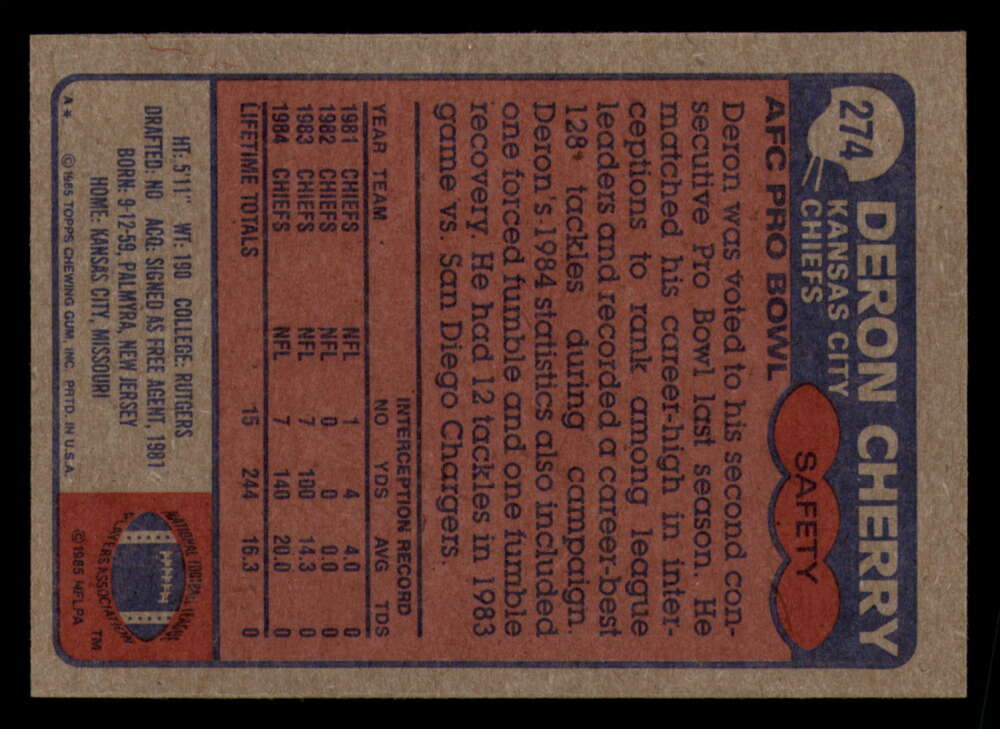 274
DERON CHERRY
KANSAS CITY
CHIEFS
SAFETY
AFC PRO BOWL
Deron was voted to his second con-
secutive Pro Bowl last season. He
matched his career-high in inter-
ceptions to rank among league
leaders and recorded a career-best
128 tackles during campaign.
Deron's 1984 statistics also included
one forced fumble and one fumble
recovery. He had 12 tackles in 1983
game vs. San Diego Chargers.
INTERCEPTION RECORD
YEAR TEAM NO YDS AVG TDS
1981 CHIEFS NFL 1 4 4.0 0
1982 CHIEFS NFL 0 0 0.0 0
1983 CHIEFS NFL 7 100 14.3 0
1984 CHIEFS NFL 7 140 20.0 0
LIFETIME TOTALS 15 244 16.3 0
HT: 5'11" WT: 190 COLLEGE: RUTGERS
DRAFTED: NO ACQ: SIGNED AS FREE AGENT, 1981
BORN: 9-12-59, PALMYRA, NEW JERSEY
HOME: KANSAS CITY, MISSOURI
A* © 1985 TOPPS CHEWING GUM, INC. PRTD. IN U.S.A.
NATIONAL FOOTBALL LEAGUE
PLAYERS ASSOCIATION
TM
© 1985 NFLPA